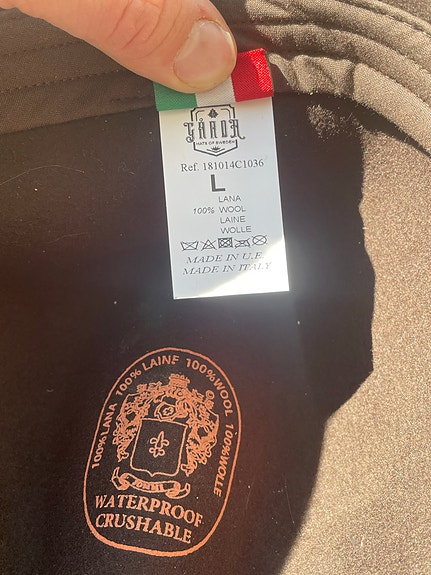 GÅRDA
HATS OF SWEDEN
Ref. 181014C1036
L
LANA
100% WOOL
LAINE
WOLLE
MADE IN U.E.
MADE IN ITALY
100% LANA 100% LAINE 100% WOOL 100% WOLLE
WATERPROOF
CRUSHABLE